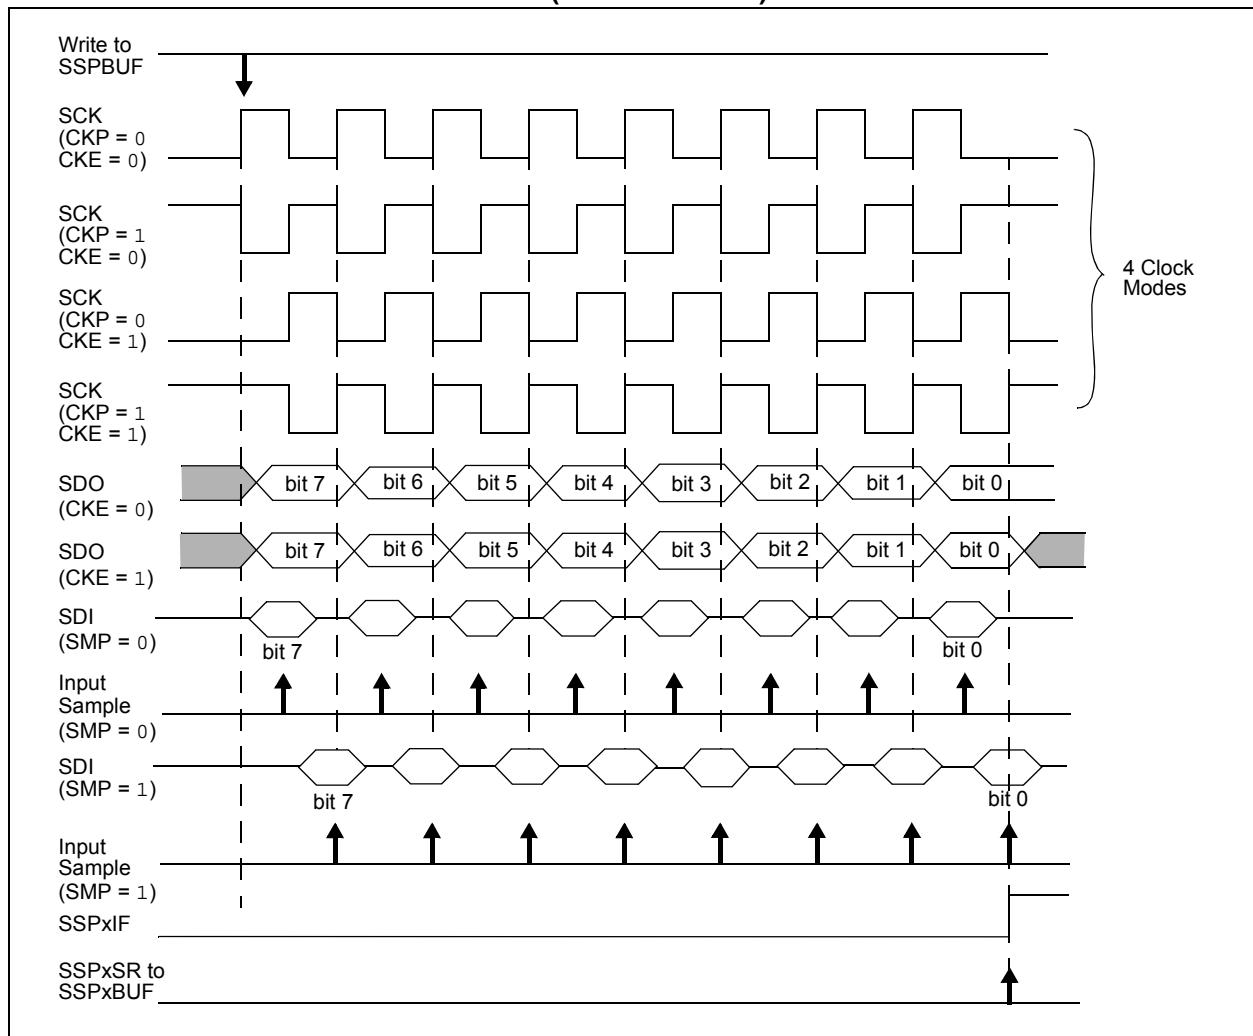 Write to
SSPBUF
SCK
(CKP = 0
CKE = 0)
SCK
(CKP = 1
CKE = 0)
SCK
(CKP = 0
CKE = 1)
SCK
(CKP = 1
CKE = 1)
4 Clock
Modes
SDO
(CKE = 0)
bit 7 bit 6 bit 5 bit 4 bit 3 bit 2 bit 1 bit 0
SDO
(CKE = 1)
bit 7 bit 6 bit 5 bit 4 bit 3 bit 2 bit 1 bit 0
SDI
(SMP = 0)
bit 7 bit 0
Input
Sample
(SMP = 0)
SDI
(SMP = 1)
bit 7 bit 0
Input
Sample
(SMP = 1)
SSPxIF
SSPxSR to
SSPxBUF